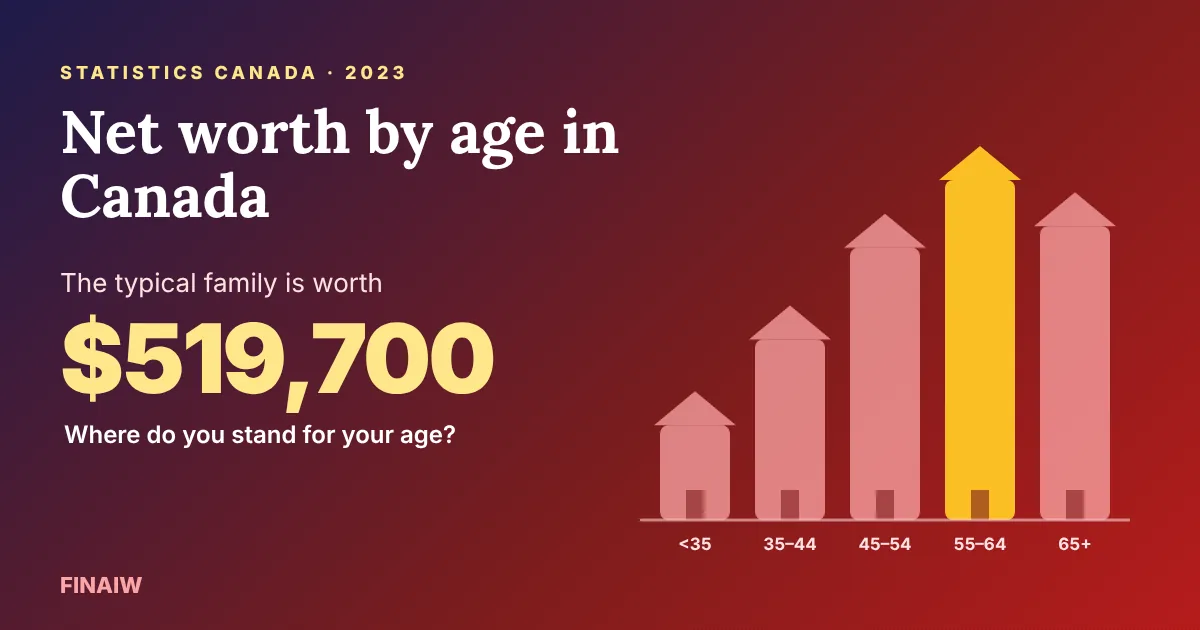 STATISTICS CANADA · 2023
Net worth by age in
Canada
The typical family is worth
$519,700
Where do you stand for your age?
<35
35–44
45–54
55–64
65+
FINAIW